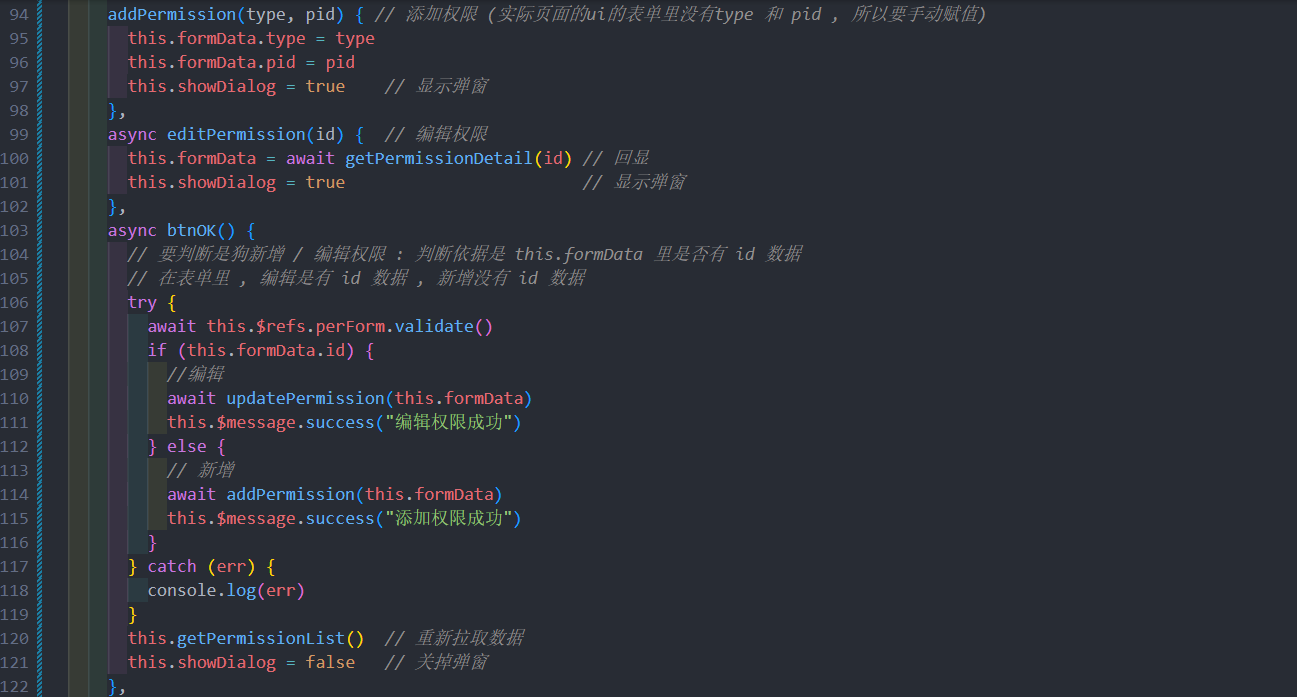 94 addPermission(type, pid) { // 添加权限 (实际页面的ui的表单里没有type 和 pid , 所以要手动赋值)
95 this.formData.type = type
96 this.formData.pid = pid
97 this.showDialog = true // 显示弹窗
98 },
99 async editPermission(id) { // 编辑权限
100 this.formData = await getPermissionDetail(id) // 回显
101 this.showDialog = true // 显示弹窗
102 },
103 async btnOK() {
104 // 要判断是狗新增 / 编辑权限 : 判断依据是 this.formData 里是否有 id 数据
105 // 在表单里 , 编辑是有 id 数据 , 新增没有 id 数据
106 try {
107 await this.$refs.perForm.validate()
108 if (this.formData.id) {
109 //编辑
110 await updatePermission(this.formData)
111 this.$message.success("编辑权限成功")
112 } else {
113 // 新增
114 await addPermission(this.formData)
115 this.$message.success("添加权限成功")
116 }
117 } catch (err) {
118 console.log(err)
119 }
120 this.getPermissionList() // 重新拉取数据
121 this.showDialog = false // 关掉弹窗
122 },